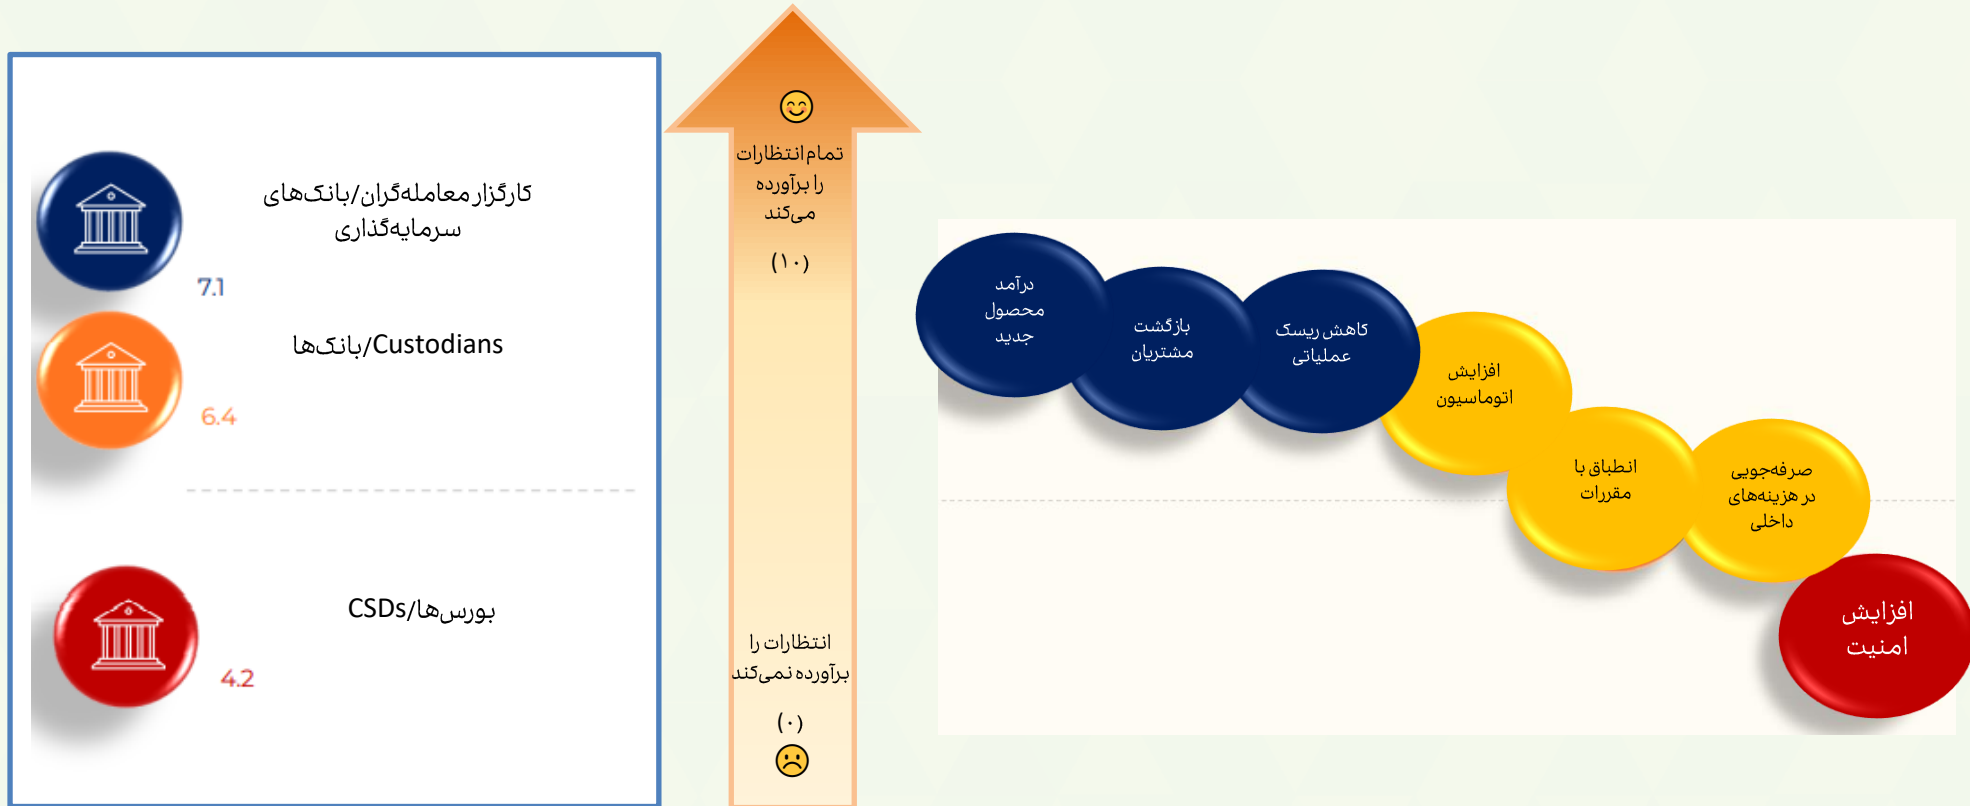 کارگزار معامله‌گران/بانک‌های
سرمایه‌گذاری
7.1
Custodians/بانک‌ها
6.4
بورس‌ها/CSDs
4.2
تمام انتظارات
را برآورده
می‌کند
(۱۰)
انتظارات را
برآورده نمی‌کند
(۰)
درآمد
محصول
جدید
بازگشت
مشتریان
کاهش ریسک
عملیاتی
افزایش
اتوماسیون
انطباق با
مقررات
صرفه‌جویی
در هزینه‌های
داخلی
افزایش
امنیت